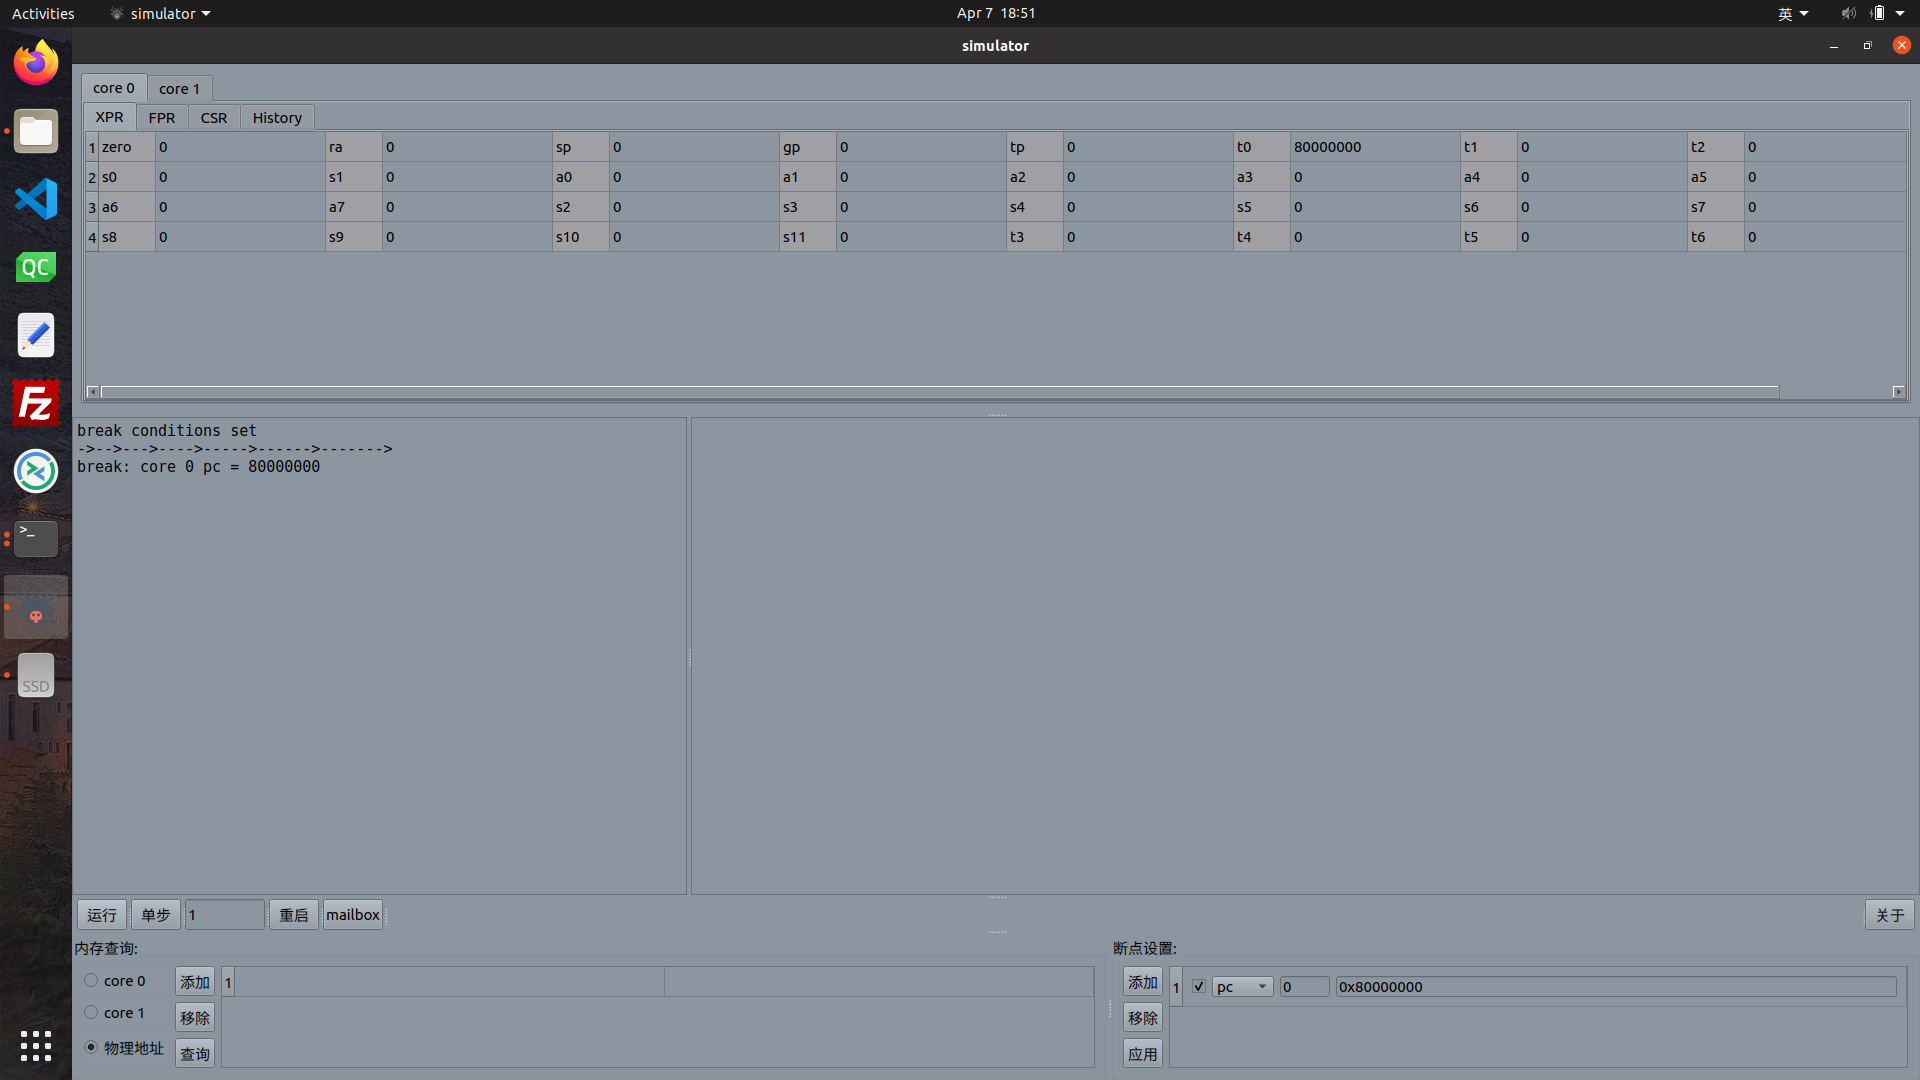 Activities simulator Apr 7 18:51 英
simulator
core 0 core 1
XPR FPR CSR History
1 zero 0 ra 0 sp 0 gp 0 tp 0 t0 80000000 t1 0 t2 0
2 s0 0 s1 0 a0 0 a1 0 a2 0 a3 0 a4 0 a5 0
3 a6 0 a7 0 s2 0 s3 0 s4 0 s5 0 s6 0 s7 0
4 s8 0 s9 0 s10 0 s11 0 t3 0 t4 0 t5 0 t6 0
break conditions set
->-->--->---->----->------>------->
break: core 0 pc = 80000000
QC
Fz
>_
SSD
运行 单步 1 重启 mailbox 关于
内存查询:
core 0 添加 1
core 1 移除
物理地址 查询
断点设置:
添加 1 pc 0 0x80000000
移除
应用